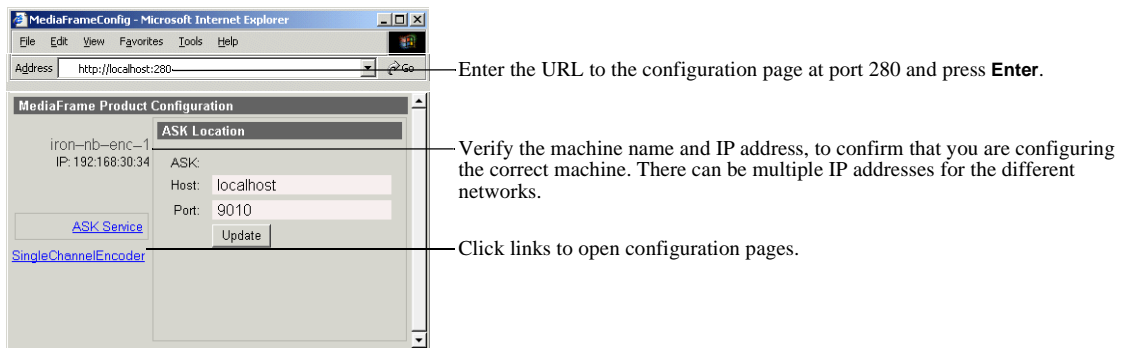 MediaFrameConfig - Microsoft Internet Explorer
File Edit View Favorites Tools Help
Address http://localhost:280 Go
Enter the URL to the configuration page at port 280 and press Enter.
MediaFrame Product Configuration
ASK Location
iron–nb–enc–1
IP: 192:168:30:34
Verify the machine name and IP address, to confirm that you are configuring
the correct machine. There can be multiple IP addresses for the different
networks.
ASK:
Host: localhost
Port: 9010
Update
ASK Service
SingleChannelEncoder
Click links to open configuration pages.